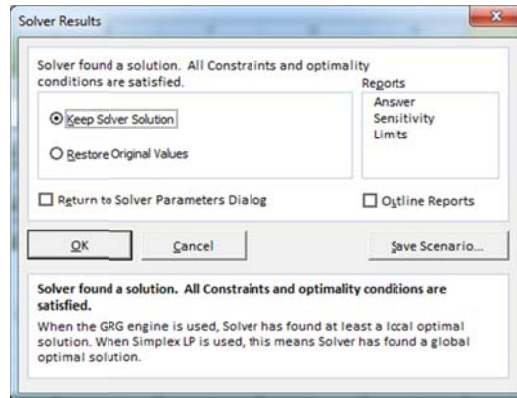 Solver Results
Solver found a solution. All Constraints and optimality
conditions are satisfied.
Reports
Keep Solver Solution
Restore Original Values
Answer
Sensitivity
Limits
Return to Solver Parameters Dialog
Outline Reports
OK
Cancel
Save Scenario...
Solver found a solution. All Constraints and optimality conditions are
satisfied.
When the GRG engine is used, Solver has found at least a local optimal
solution. When Simplex LP is used, this means Solver has found a global
optimal solution.